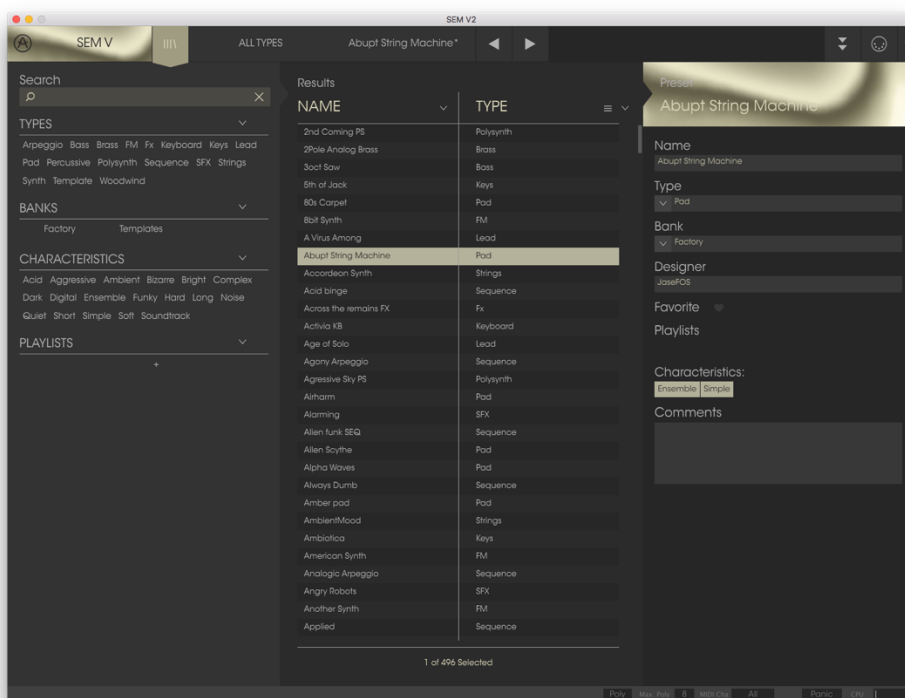 SEM V2
SEM V
ALL TYPES
Abupt String Machine*
Search
TYPES
Arpeggio Bass Brass FM Fx Keyboard Keys Lead
Pad Percussive Polysynth Sequence SFX Strings
Synth Template Woodwind
BANKS
Factory Templates
CHARACTERISTICS
Acid Aggressive Ambient Bizarre Bright Complex
Dark Digital Ensemble Funky Hard Long Noise
Quiet Short Simple Soft Soundtrack
PLAYLISTS
+
Results
NAME TYPE
2nd Coming PS Polysynth
2Pole Analog Brass Brass
3oct Saw Bass
5th of Jack Keys
80s Carpet Pad
8bit Synth FM
A Virus Among Lead
Abupt String Machine Pad
Accordeon Synth Strings
Acid binge Sequence
Across the remains FX Fx
Activia KB Keyboard
Age of Solo Lead
Agony Arpeggio Sequence
Agressive Sky PS Polysynth
Airharm Pad
Alarming SFX
Alien funk SEQ Sequence
Allen Scythe Pad
Alpha Waves Pad
Always Dumb Sequence
Amber pad Pad
AmbientMood Strings
Ambiotica Keys
American Synth FM
Analogic Arpeggio Sequence
Angry Robots SFX
Another Synth FM
Applied Sequence
1 of 496 Selected
Preset
Abupt String Machine
Name
Abupt String Machine
Type
Pad
Bank
Factory
Designer
JaseFOS
Favorite
Playlists
Characteristics:
Ensemble Simple
Comments
Poly Max. Poly 8 MIDI Cha All Panic CPU